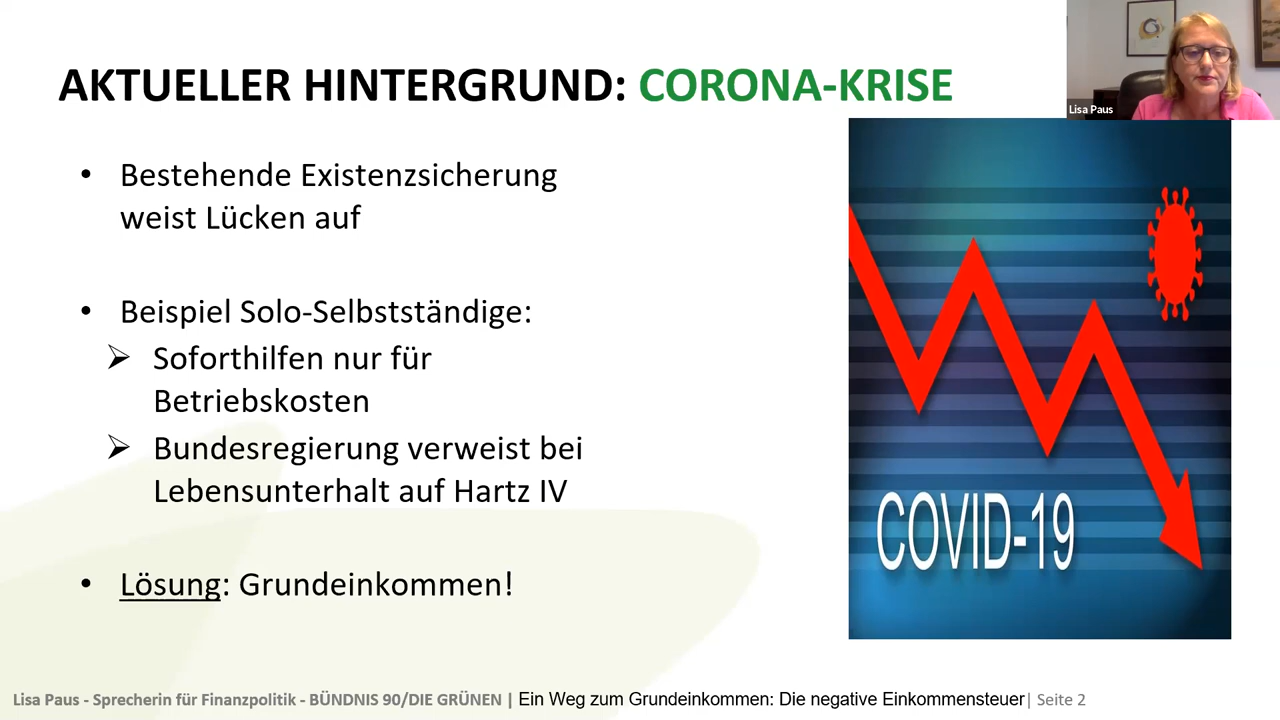 AKTUELLER HINTERGRUND: CORONA-KRISE
Lisa Paus
• Bestehende Existenzsicherung
weist Lücken auf
• Beispiel Solo-Selbstständige:
➢ Soforthilfen nur für
Betriebskosten
➢ Bundesregierung verweist bei
Lebensunterhalt auf Hartz IV
• Lösung: Grundeinkommen!
COVID-19
Lisa Paus - Sprecherin für Finanzpolitik - BÜNDNIS 90/DIE GRÜNEN | Ein Weg zum Grundeinkommen: Die negative Einkommensteuer| Seite 2